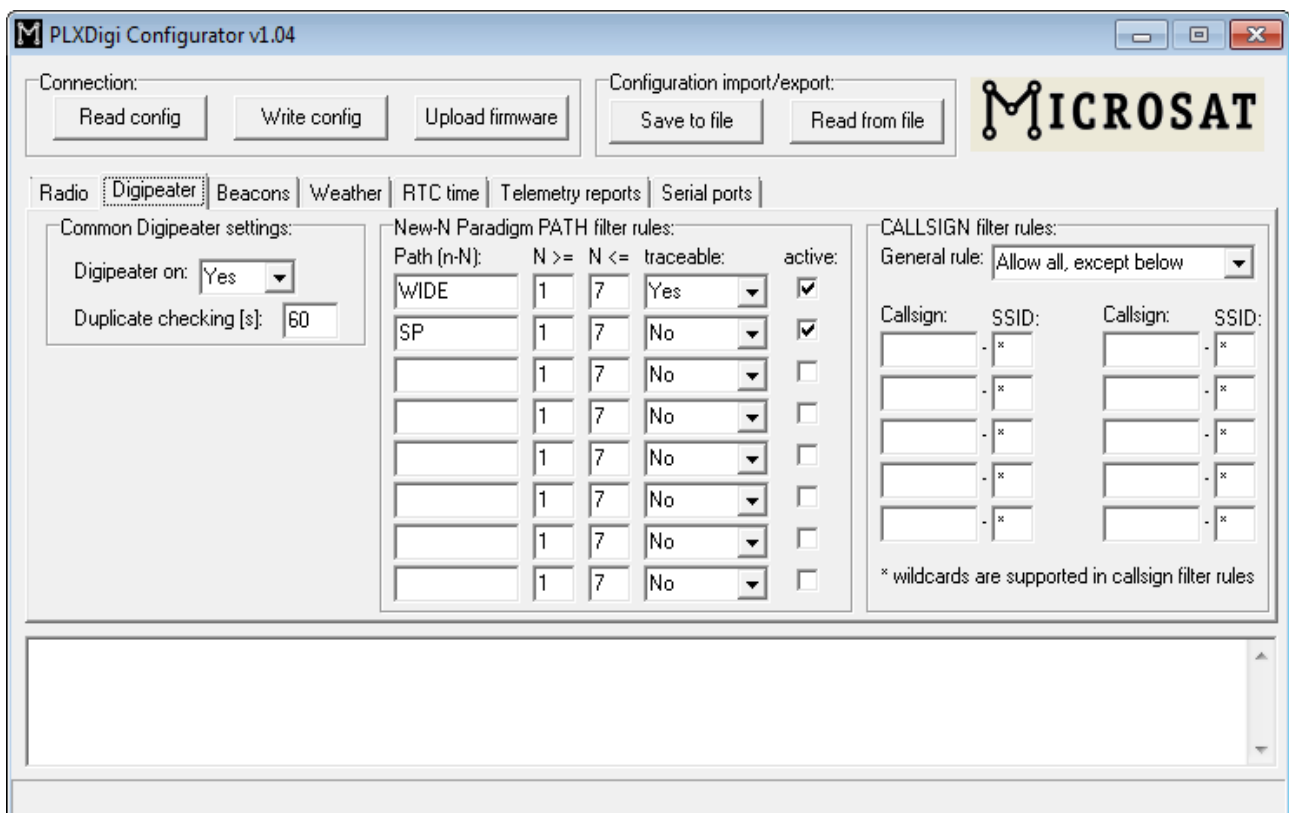 PLXDigi Configurator v1.04
Connection:
Read config Write config Upload firmware
Configuration import/export:
Save to file Read from file
MICROSAT
Radio Digipeater Beacons Weather RTC time Telemetry reports Serial ports
Common Digipeater settings:
Digipeater on: Yes
Duplicate checking [s]: 60
New-N Paradigm PATH filter rules:
Path (n-N): N >= N <= traceable: active:
WIDE 1 7 Yes
SP 1 7 No
1 7 No
1 7 No
1 7 No
1 7 No
1 7 No
1 7 No
CALLSIGN filter rules:
General rule: Allow all, except below
Callsign: SSID: Callsign: SSID:
- * - *
- * - *
- * - *
- * - *
- * - *
* wildcards are supported in callsign filter rules